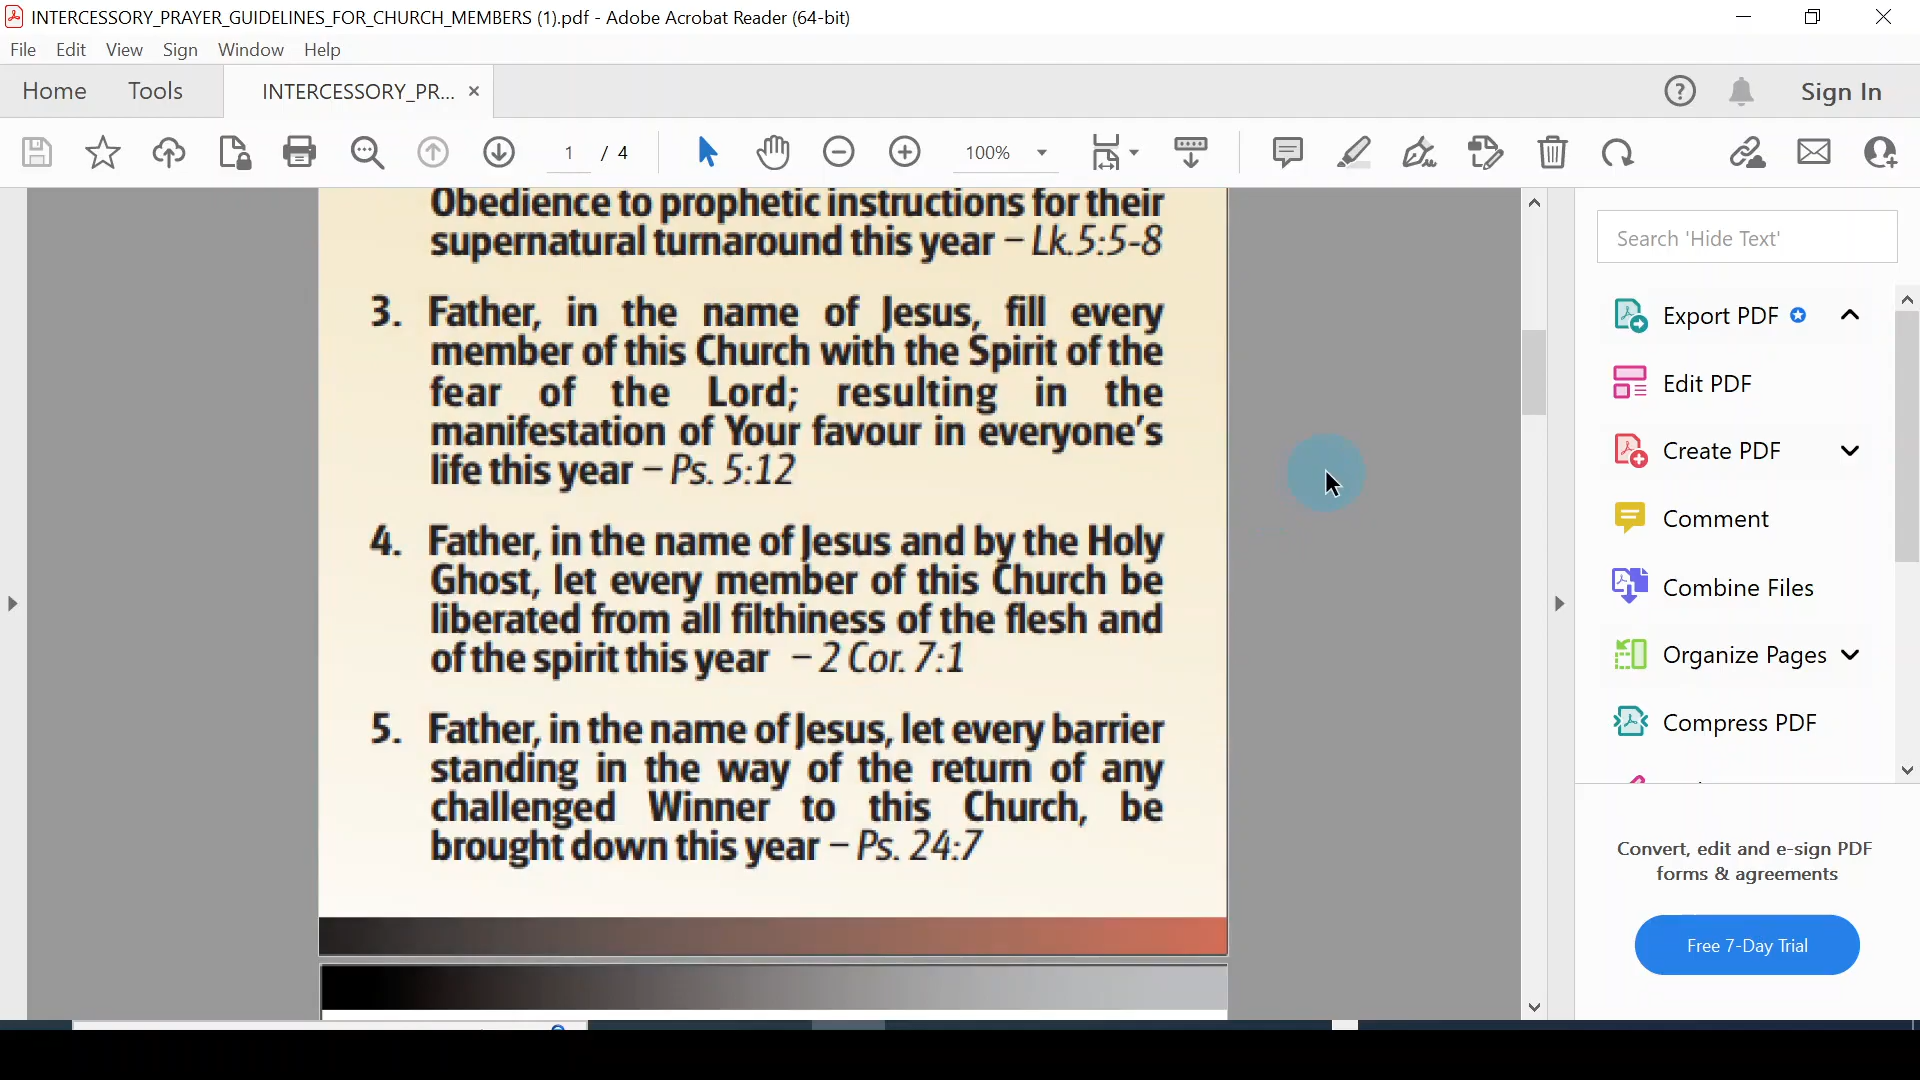 INTERCESSORY_PRAYER_GUIDELINES_FOR_CHURCH_MEMBERS (1).pdf - Adobe Acrobat Reader (64-bit)
File Edit View Sign Window Help
Home Tools INTERCESSORY_PR... × Sign In
1 / 4 100%
Obedience to prophetic instructions for their
supernatural turnaround this year – Lk.5:5-8
3. Father, in the name of Jesus, fill every
member of this Church with the Spirit of the
fear of the Lord; resulting in the
manifestation of Your favour in everyone's
life this year – Ps. 5:12
4. Father, in the name of Jesus and by the Holy
Ghost, let every member of this Church be
liberated from all filthiness of the flesh and
of the spirit this year – 2 Cor. 7:1
5. Father, in the name of Jesus, let every barrier
standing in the way of the return of any
challenged Winner to this Church, be
brought down this year – Ps. 24:7
Search 'Hide Text'
Export PDF
Edit PDF
Create PDF
Comment
Combine Files
Organize Pages
Compress PDF
Convert, edit and e-sign PDF
forms & agreements
Free 7-Day Trial